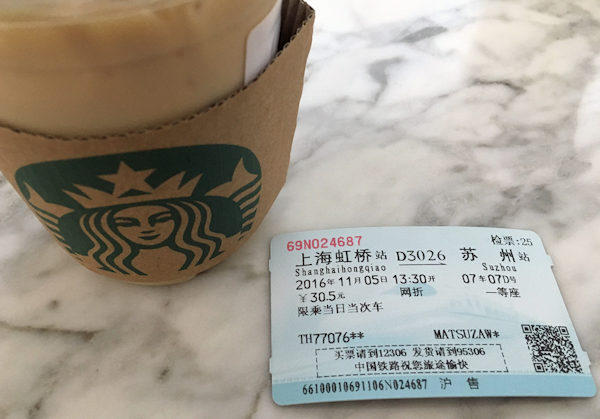 69N024687 检票:25
上海虹桥站 D3026 苏州站
Shanghaihongqiao Suzhou
2016年11月05日 13:30开 07车07D号
￥30.5元 网折 一等座
限乘当日当次车
TH77076** MATSUZAW*
买票请到12306 发货请到95306
中国铁路祝您旅途愉快
66100010691106N024687 沪售